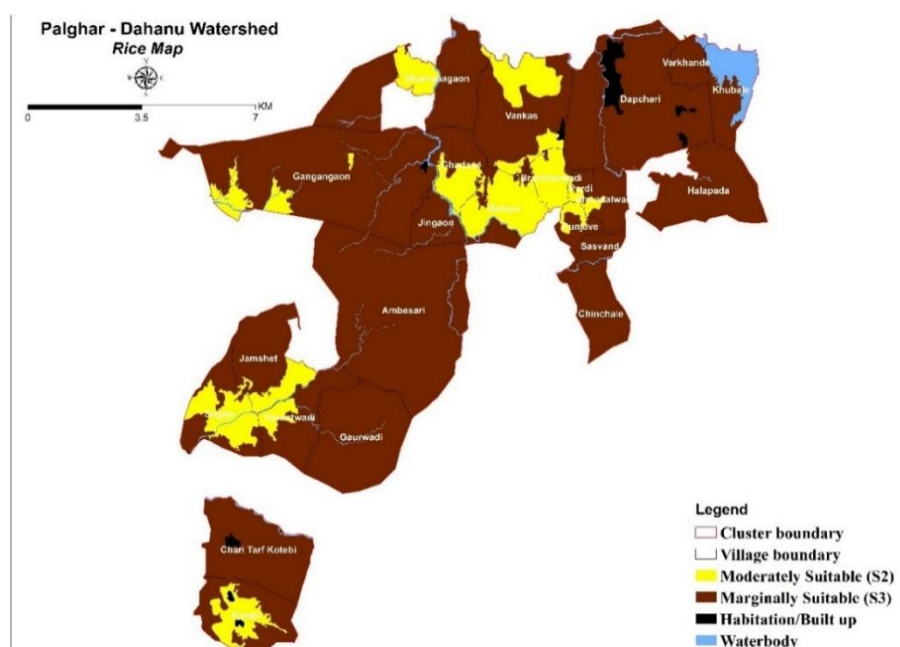 Palghar - Dahanu Watershed
Rice Map
N
B
C
S
KM
0
3.5
7
Varkhande
Khubale
Dapchari
Vankas
Halapada
Gangangaon
Jingaon
Sasvand
Chinchale
Ambesari
Jamshet
Gaurwadi
Chari Tarf Kotebi
Legend
Cluster boundary
Village boundary
Moderately Suitable (S2)
Marginally Suitable (S3)
Habitation/Built up
Waterbody